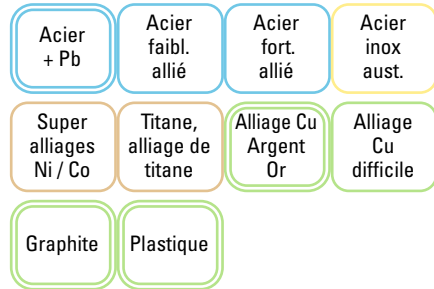 Acier
+ Pb
Acier
faibl.
allié
Acier
fort.
allié
Acier
inox
aust.
Super
alliages
Ni / Co
Titane,
alliage de
titane
Alliage Cu
Argent
Or
Alliage
Cu
difficile
Graphite
Plastique